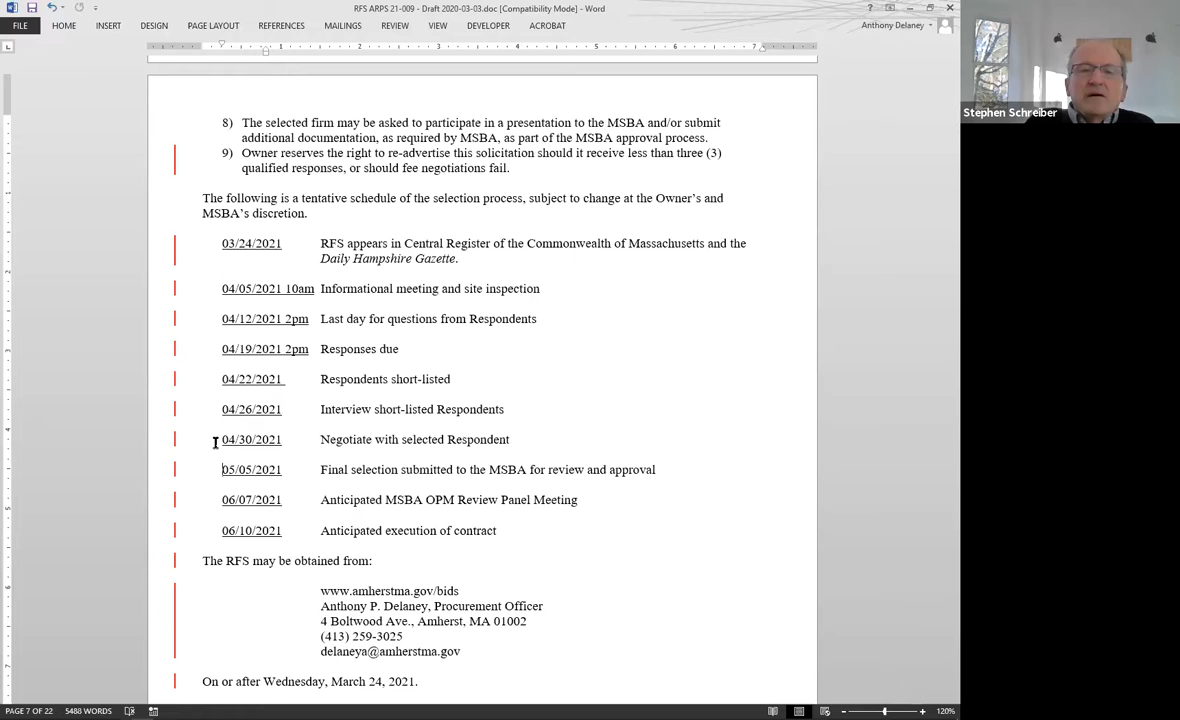 RFS ARPS 21-009 - Draft 2020-03-03.doc [Compatibility Mode] - Word
FILE HOME INSERT DESIGN PAGE LAYOUT REFERENCES MAILINGS REVIEW VIEW DEVELOPER ACROBAT Anthony Delaney
1 2 3 4 5 6 7
Stephen Schreiber
8) The selected firm may be asked to participate in a presentation to the MSBA and/or submit
additional documentation, as required by MSBA, as part of the MSBA approval process.
9) Owner reserves the right to re-advertise this solicitation should it receive less than three (3)
qualified responses, or should fee negotiations fail.
The following is a tentative schedule of the selection process, subject to change at the Owner's and
MSBA's discretion.
03/24/2021 RFS appears in Central Register of the Commonwealth of Massachusetts and the
Daily Hampshire Gazette.
04/05/2021 10am Informational meeting and site inspection
04/12/2021 2pm Last day for questions from Respondents
04/19/2021 2pm Responses due
04/22/2021 Respondents short-listed
04/26/2021 Interview short-listed Respondents
04/30/2021 Negotiate with selected Respondent
05/05/2021 Final selection submitted to the MSBA for review and approval
06/07/2021 Anticipated MSBA OPM Review Panel Meeting
06/10/2021 Anticipated execution of contract
The RFS may be obtained from:
www.amherstma.gov/bids
Anthony P. Delaney, Procurement Officer
4 Boltwood Ave., Amherst, MA 01002
(413) 259-3025
delaneya@amherstma.gov
On or after Wednesday, March 24, 2021.
PAGE 7 OF 22 5488 WORDS 120%